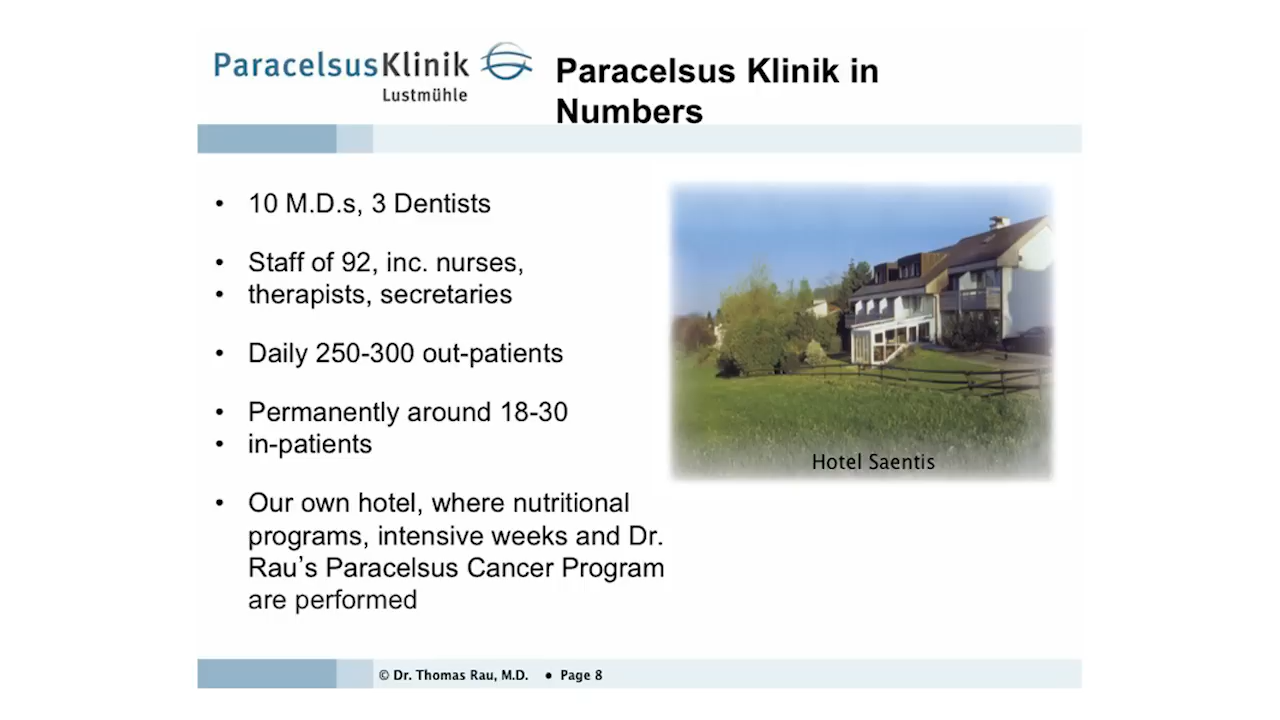 ParacelsusKlinik
Lustmühle
Paracelsus Klinik in
Numbers
• 10 M.D.s, 3 Dentists
• Staff of 92, inc. nurses,
• therapists, secretaries
• Daily 250-300 out-patients
• Permanently around 18-30
• in-patients
• Our own hotel, where nutritional
programs, intensive weeks and Dr.
Rau’s Paracelsus Cancer Program
are performed
Hotel Saentis
© Dr. Thomas Rau, M.D. • Page 8